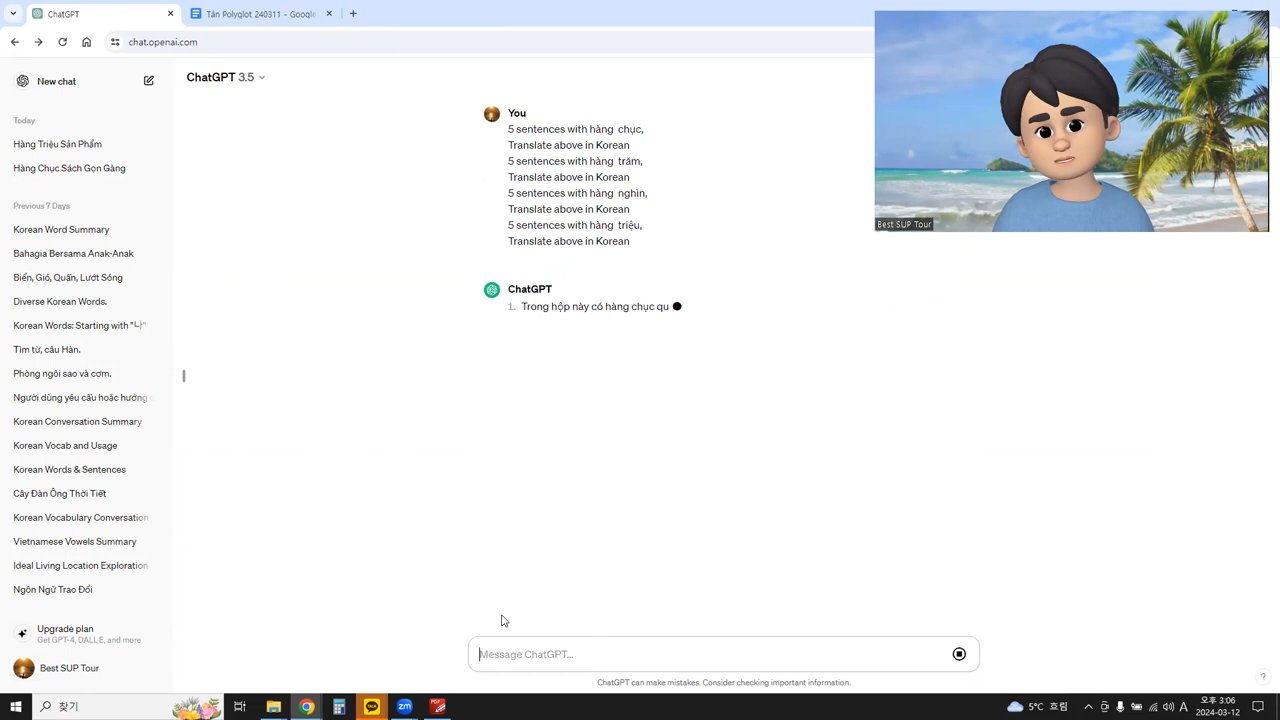 ChatGPT
Tân Polyglot 240311 - Google
chat.openai.com
New chat
Today
Hàng Triệu Sản Phẩm
Hàng Chục Sách Gọn Gàng
Previous 7 Days
Korean Word Summary
Bahagia Bersama Anak-Anak
Biển, Gió, Quấn, Lướt Sóng
Diverse Korean Words.
Korean Words: Starting with "나"
Tìm từ, câu Hàn.
Phòng ngôi sao và cơm.
Người dùng yêu cầu hoặc hướng
Korean Conversation Summary
Korean Vocab and Usage
Korean Words & Sentences
Cây Đàn Ông Thời Tiết
Korean Vocabulary Conversation
Vietnamese Vowels Summary
Ideal Living Location Exploration
Ngôn Ngữ Trao Đổi
Upgrade plan
Get GPT-4, DALL·E, and more
Best SUP Tour
ChatGPT 3.5
You
5 sentences with hàng chục,
Translate above in Korean
5 sentences with hàng trăm,
Translate above in Korean
5 sentences with hàng nghìn,
Translate above in Korean
5 sentences with hàng triệu,
Translate above in Korean
ChatGPT
1. Trong hộp này có hàng chục qu
Message ChatGPT...
ChatGPT can make mistakes. Consider checking important information.
?
Best SUP Tour
찾기
TALK
zm
PDF
5°C 흐림
A
오후 3:06
2024-03-12